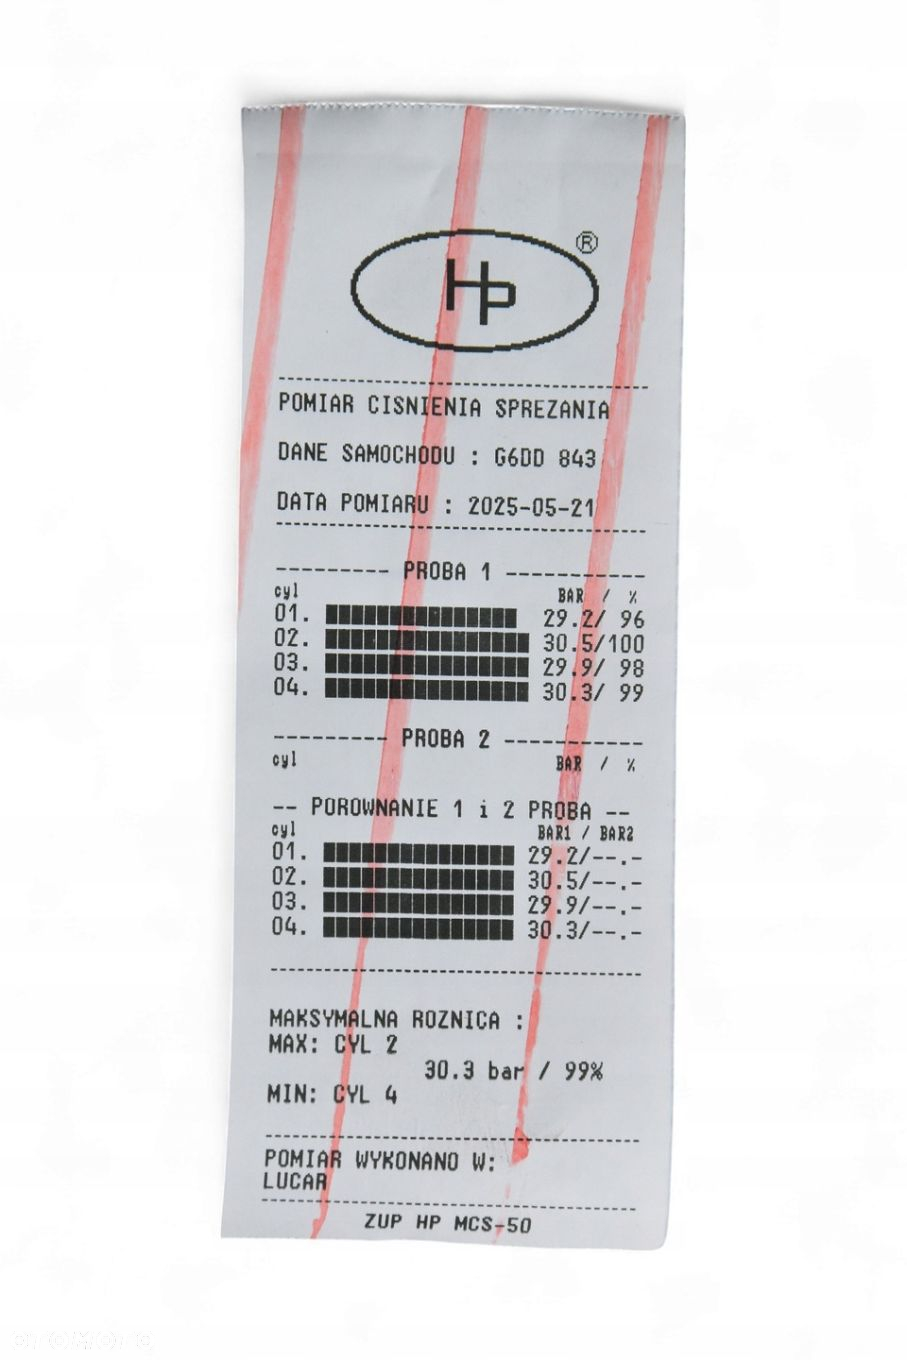 HP ®
POMIAR CISNIENIA SPREZANIA
DANE SAMOCHODU : G6DD 843
DATA POMIARU : 2025-05-21
--------- PROBA 1 -----------
cyl BAR / %
01. 29.2/ 96
02. 30.5/100
03. 29.9/ 98
04. 30.3/ 99
--------- PROBA 2 -----------
cyl BAR / %
-- POROWNANIE 1 i 2 PROBA --
cyl BAR1 / BAR2
01. 29.2/--.-
02. 30.5/--.-
03. 29.9/--.-
04. 30.3/--.-
MAKSYMALNA ROZNICA :
MAX: CYL 2
30.3 bar / 99%
MIN: CYL 4
POMIAR WYKONANO W:
LUCAR
ZUP HP MCS-50